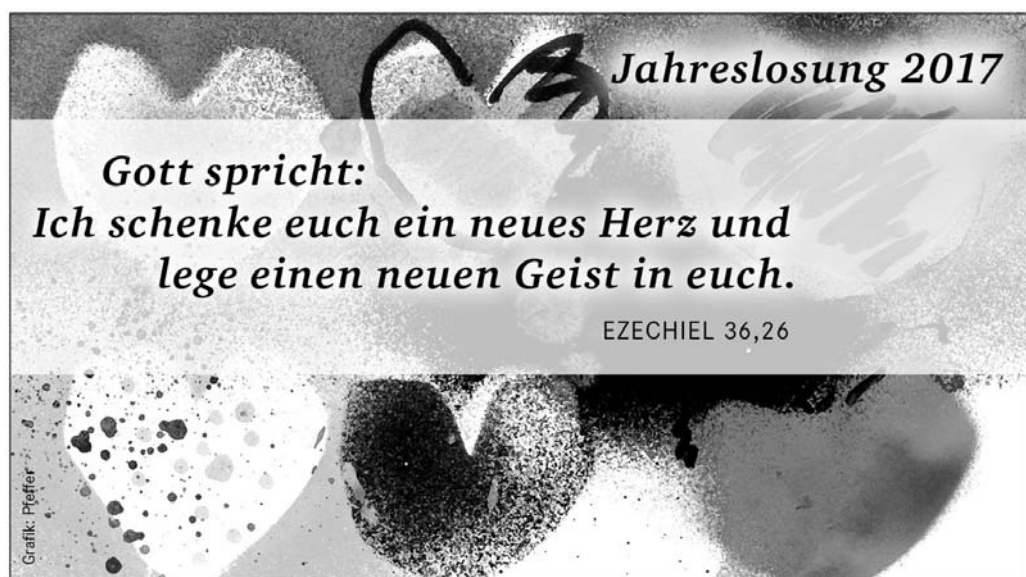 Jahreslosung 2017
Gott spricht:
Ich schenke euch ein neues Herz und
lege einen neuen Geist in euch.
EZECHIEL 36,26
Grafik: Pfeffer